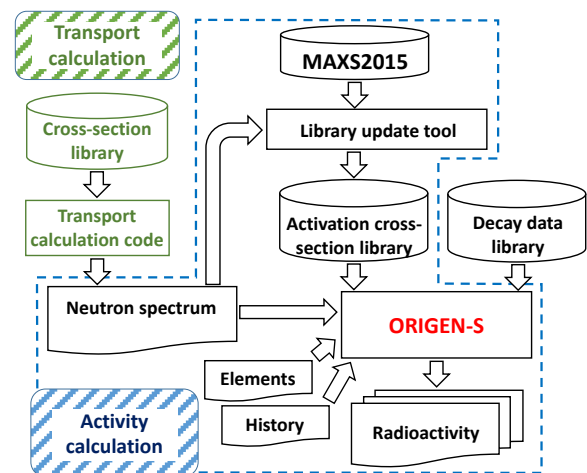 Transport
calculation
MAXS2015
Cross-section
library
Library update tool
Transport
calculation code
Activation cross-
section library
Decay data
library
Neutron spectrum
ORIGEN-S
Elements
History
Radioactivity
Activity
calculation